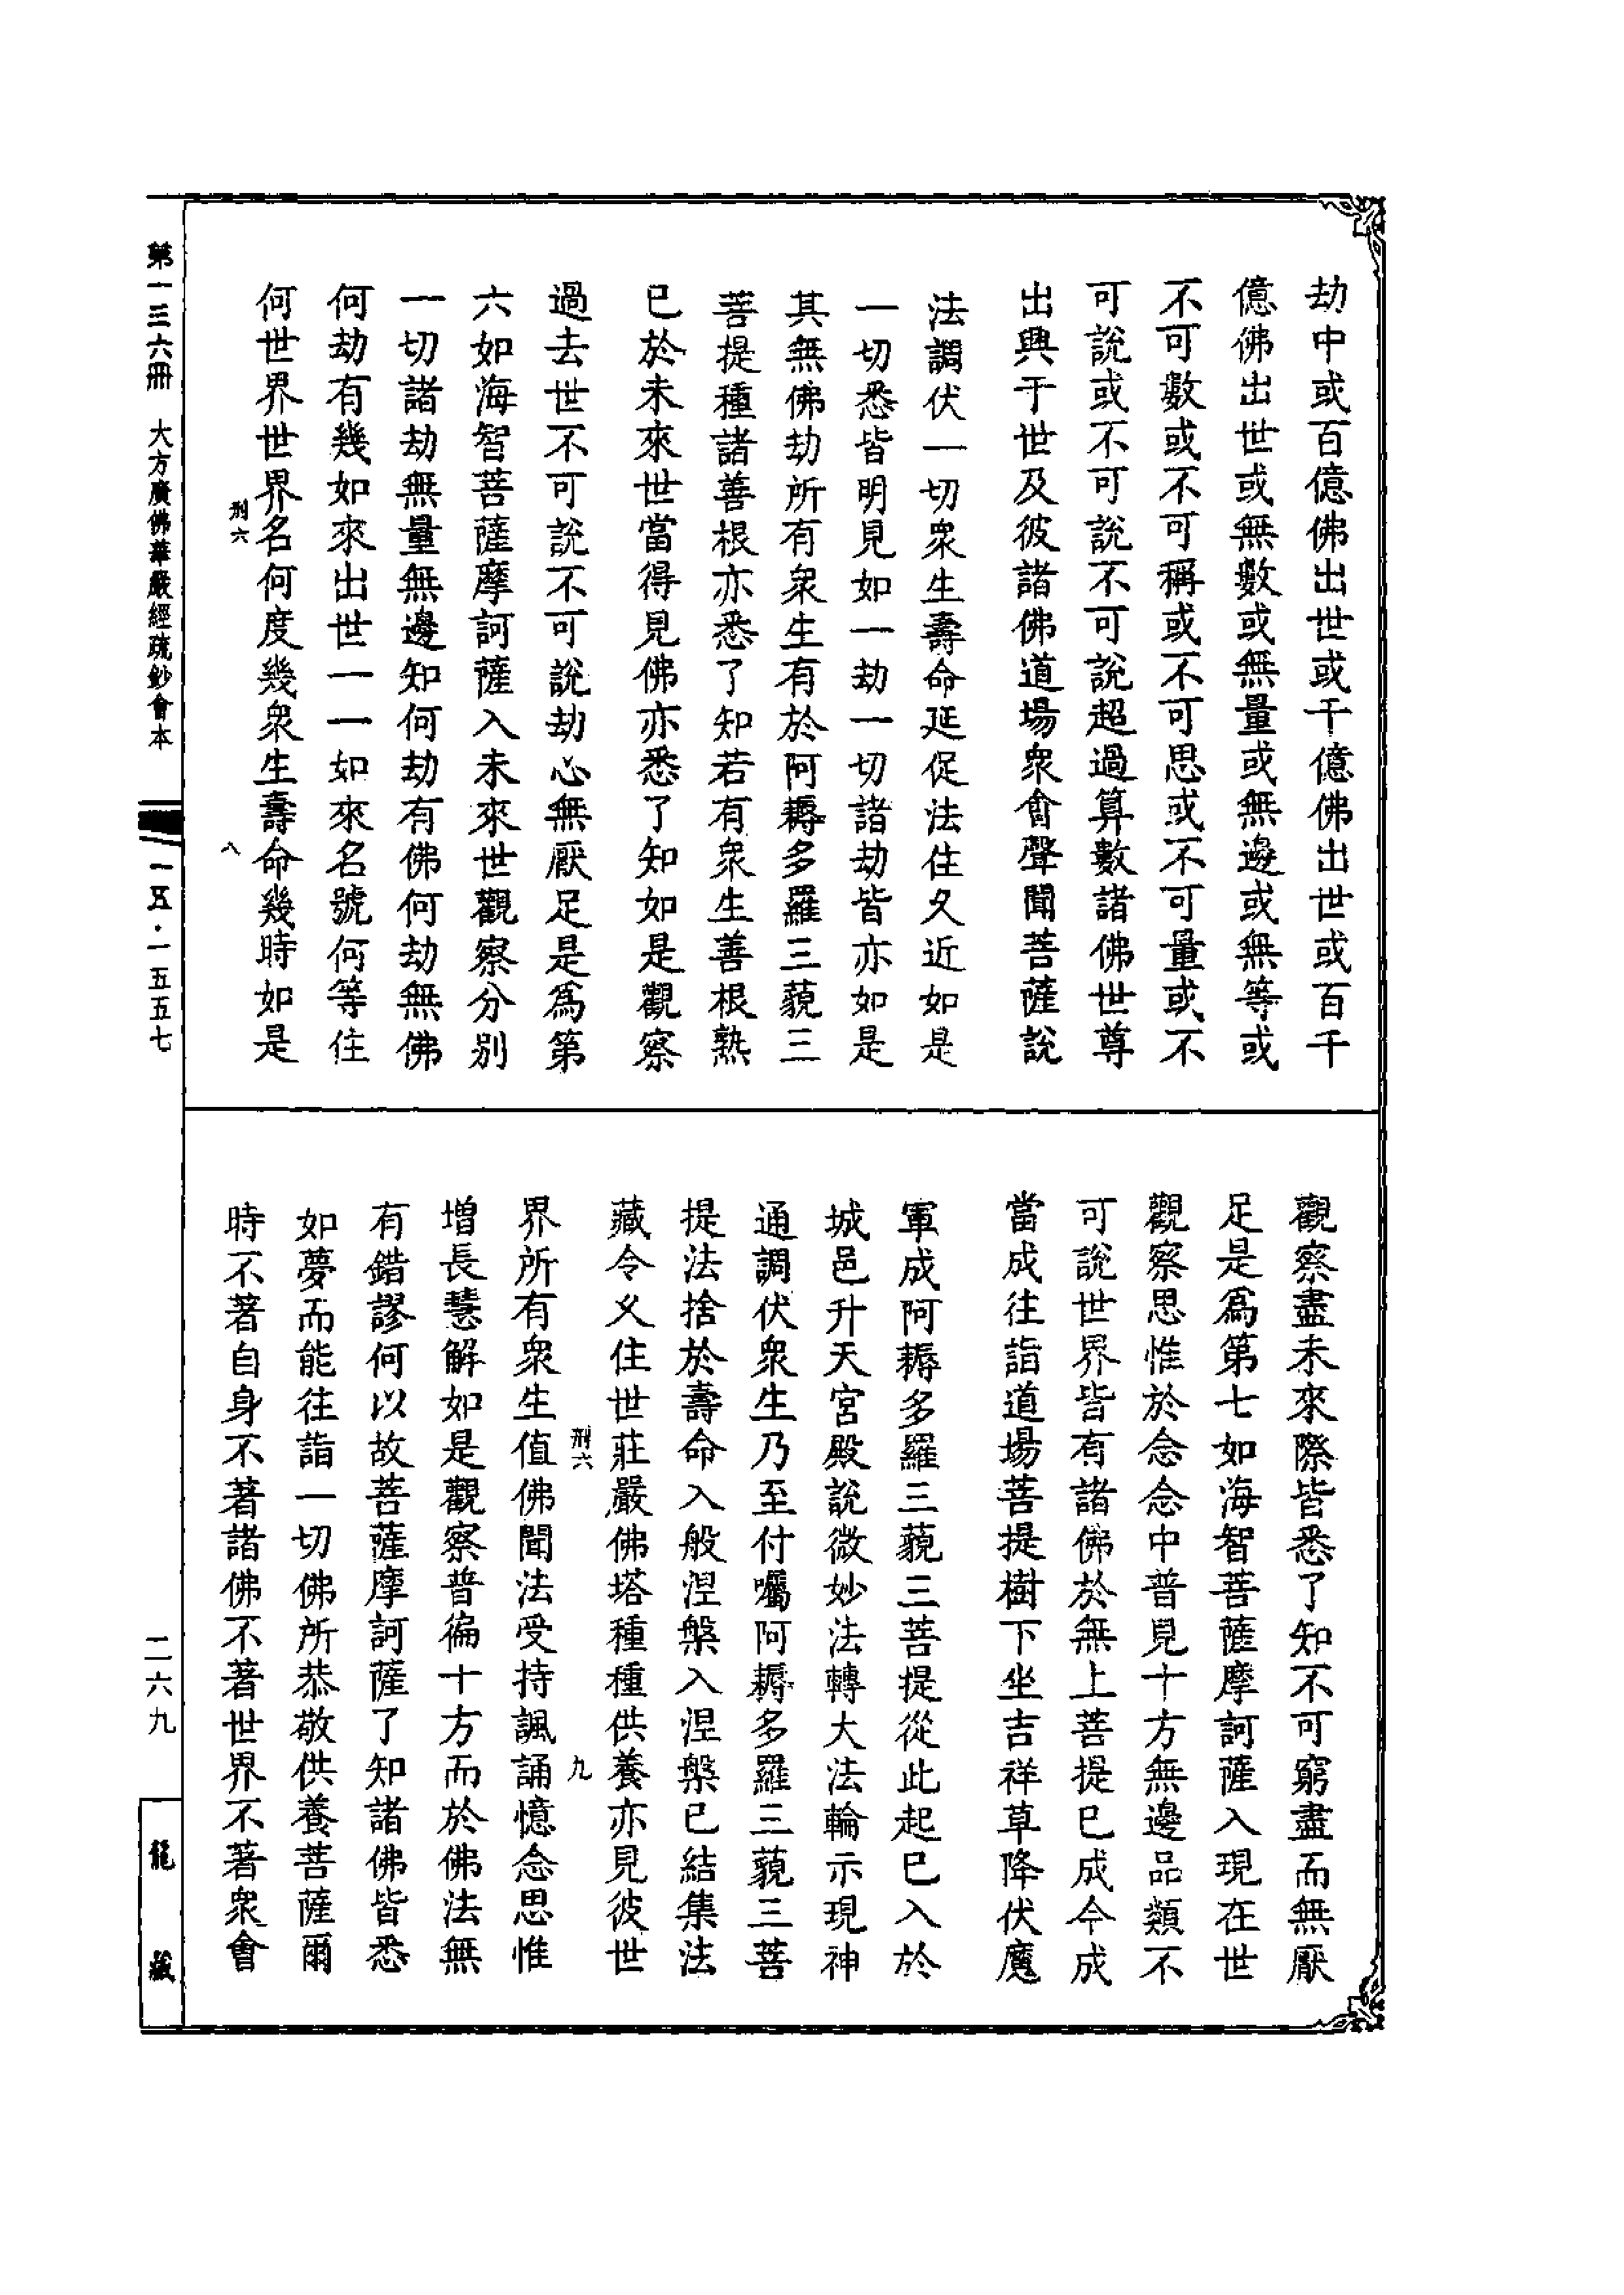 劫中或百億佛出世或千億佛出世或百千
億佛出世或無數或無量或無邊或無等或
不可數或不可稱或不可思或不可量或不
可說或不可說不可說超過算數諸佛世尊
出興于世及彼諸佛道場衆會聲聞菩薩說
法調伏一切衆生壽命延促法住久近如是
一切悉皆明見如一劫一切諸劫皆亦如是
其無佛劫所有衆生有於阿耨多羅三藐三
菩提種諸善根亦悉了知若有衆生善根熟
已於未來世當得見佛亦悉了知如是觀察
過去世不可說不可說劫心無厭足是為第
六如海智菩薩摩訶薩入未來世觀察分別
一切諸劫無量無邊知何劫有佛何劫無佛
何劫有幾如來出世一一如來名號何等住
何世界世界名何度幾衆生壽命幾時如是
刑六 八
觀察盡未來際皆悉了知不可窮盡而無厭
足是為第七如海智菩薩摩訶薩入現在世
觀察思惟於念念中普見十方無邊品類不
可說世界皆有諸佛於無上菩提已成今成
當成往詣道場菩提樹下坐吉祥草降伏魔
軍成阿耨多羅三藐三菩提從此起已入於
城邑升天宮殿說微妙法轉大法輪示現神
通調伏衆生乃至付囑阿耨多羅三藐三菩
提法捨於壽命入般涅槃入涅槃已結集法
藏令乂住世莊嚴佛塔種種供養亦見彼世
刑六 九
界所有衆生值佛聞法受持諷誦憶念思惟
增長慧解如是觀察普徧十方而於佛法無
有錯謬何以故菩薩摩訶薩了知諸佛皆悉
如夢而能往詣一切佛所恭敬供養菩薩爾
時不著自身不著諸佛不著世界不著衆會
第一三六冊 大方廣佛華嚴經疏鈔會本 一五·一五五七
二六九 龍藏